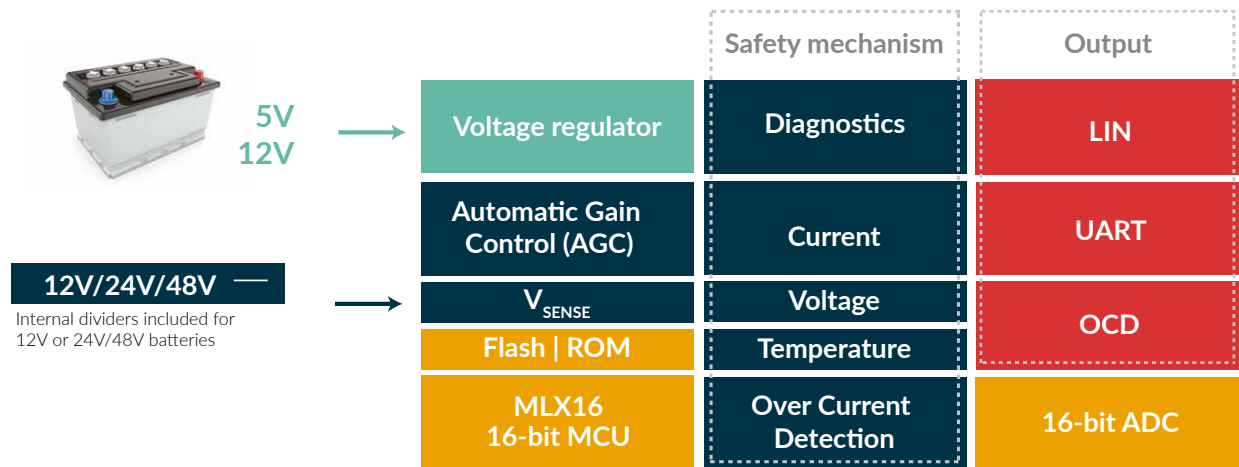 Safety mechanism
Output
5V
12V
Voltage regulator
Diagnostics
LIN
Automatic Gain
Control (AGC)
Current
UART
12V/24V/48V
Internal dividers included for
12V or 24V/48V batteries
VSENSE
Voltage
OCD
Flash | ROM
Temperature
MLX16
16-bit MCU
Over Current
Detection
16-bit ADC